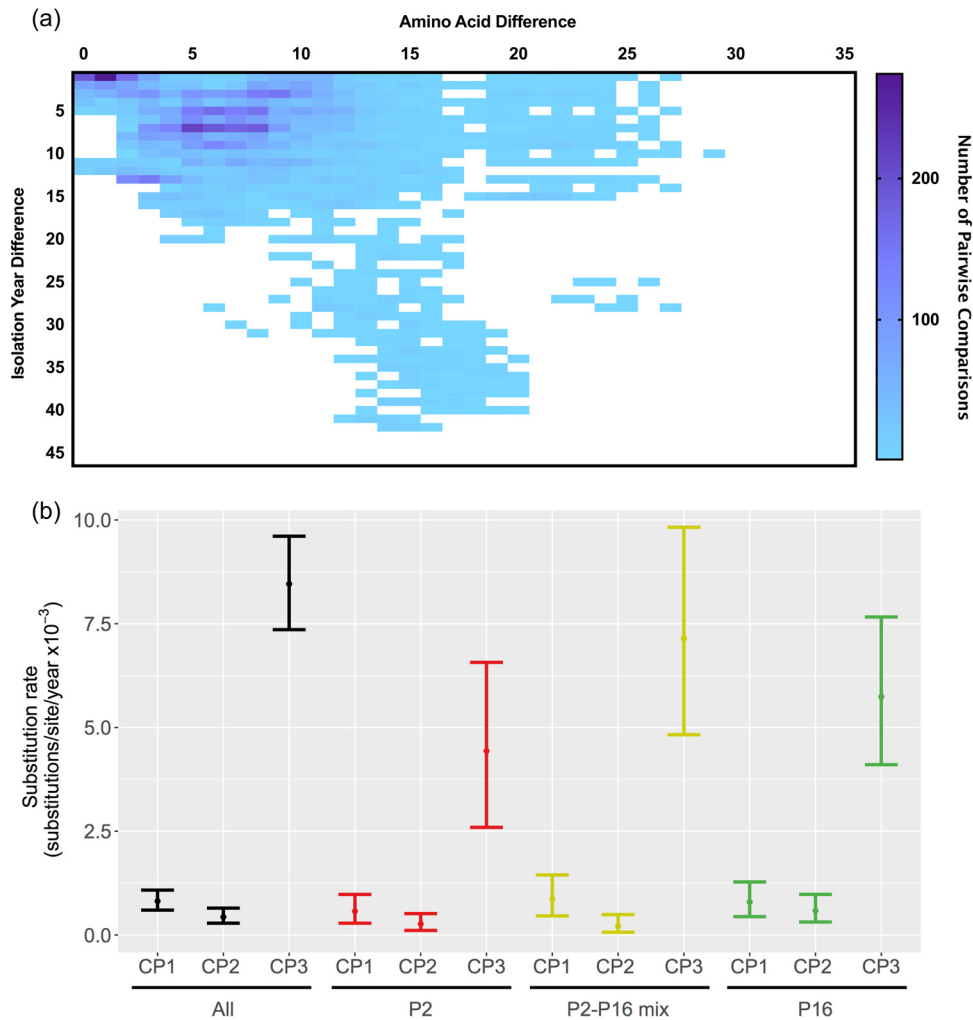 (a)
Amino Acid Difference
0 5 10 15 20 25 30 35
Isolation Year Difference
5
10
15
20
25
30
35
40
45
200
100
Number of Pairwise Comparisons
(b)
Substitution rate
(substitutions/site/year x10⁻³)
10.0
7.5
5.0
2.5
0.0
CP1 CP2 CP3 CP1 CP2 CP3 CP1 CP2 CP3 CP1 CP2 CP3
All P2 P2-P16 mix P16